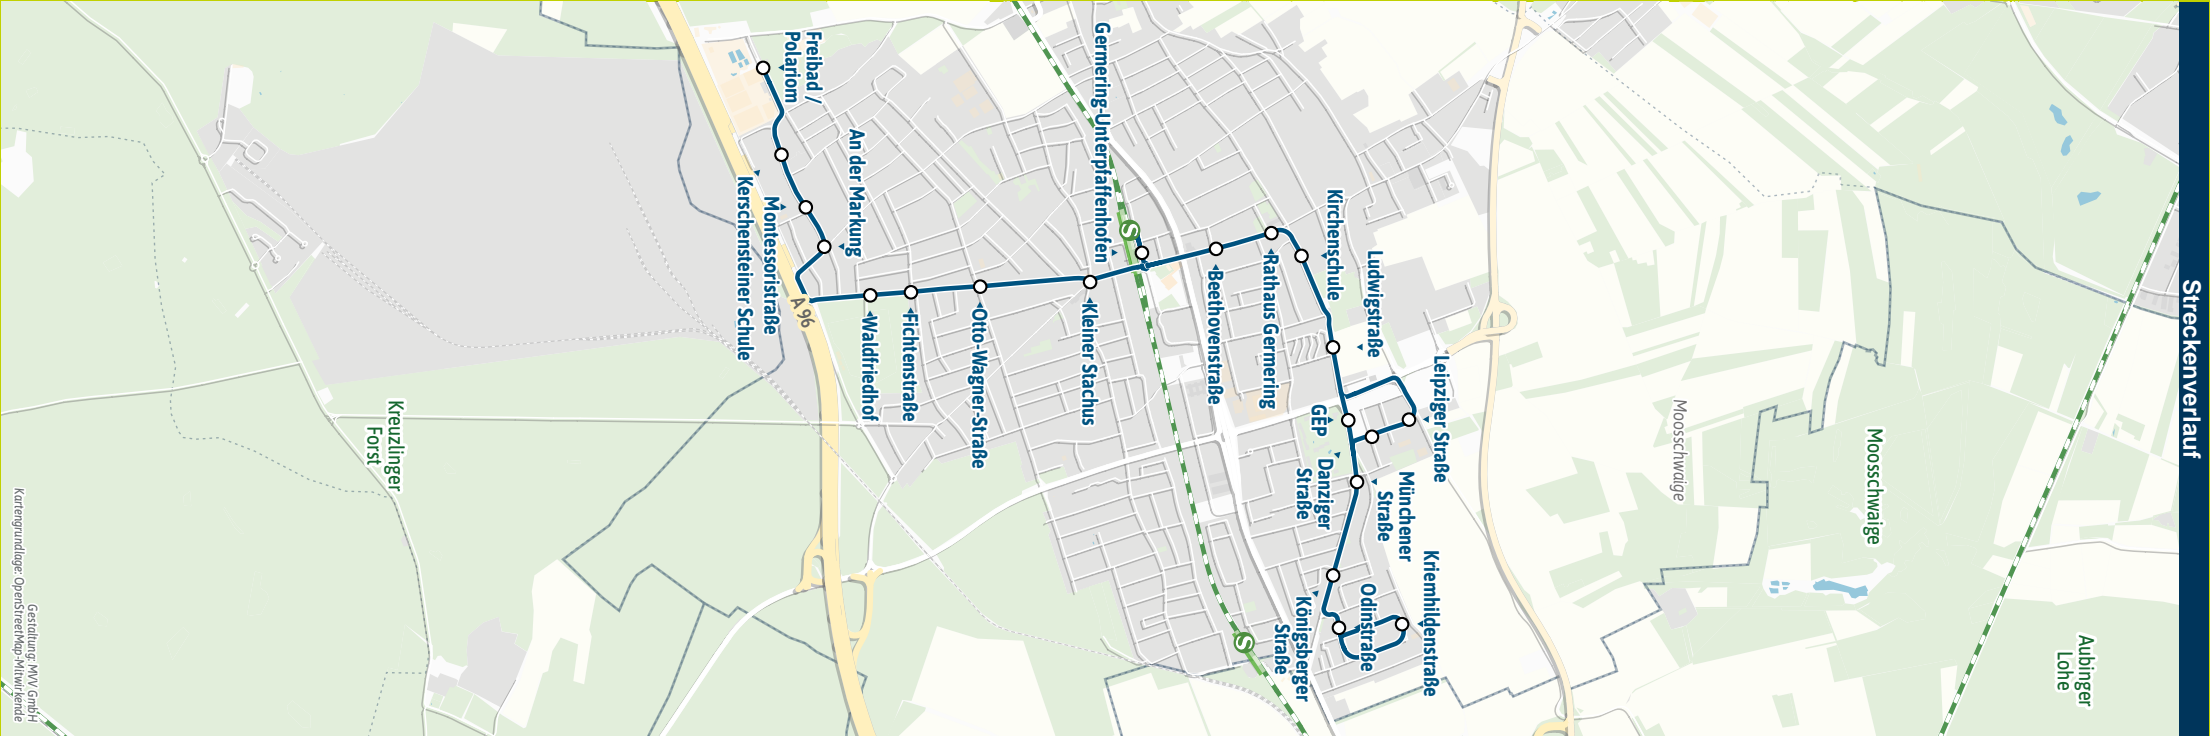 Streckenverlauf
Aubinger
Lohe
Moosschwaige
Moosschwaige
Leipziger Straße
Kriemhildenstraße
Münchener
Straße
Ludwigstraße
Odinstraße
Kirchenschule
GEP
Danziger
Straße
Königsberger
Straße
Rathaus Germering
Beethovenstraße
S
S
Germering-Unterpfaffenhofen
Kleiner Stachus
Otto-Wagner-Straße
Fichtenstraße
Waldfriedhof
An der Markung
Freibad /
Polariom
A 96
Montessoristraße
Kerschensteiner Schule
Kreuzlinger
Forst
Gestaltung: MVV GmbH
Kartengrundlage: OpenStreetMap-Mitwirkende